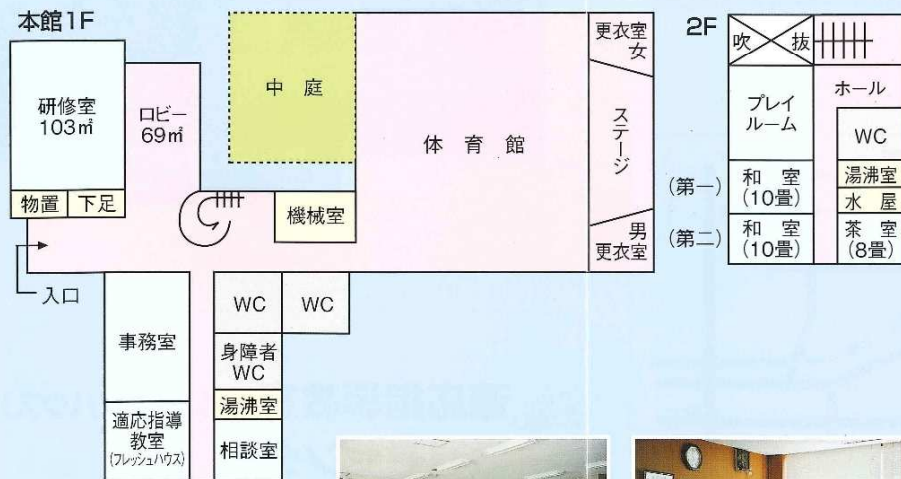 本館1F
研修室
103㎡
ロビー
69㎡
物置
下足
入口
中 庭
機械室
体 育 館
更衣室
女
ステージ
男
更衣室
事務室
適応指導
教室
(フレッシュハウス)
WC
WC
身障者
WC
湯沸室
相談室
2F
吹 抜
ホール
プレイ
ルーム
WC
湯沸室
水 屋
(第一)
和 室
(10畳)
(第二)
和 室
(10畳)
茶 室
(8畳)